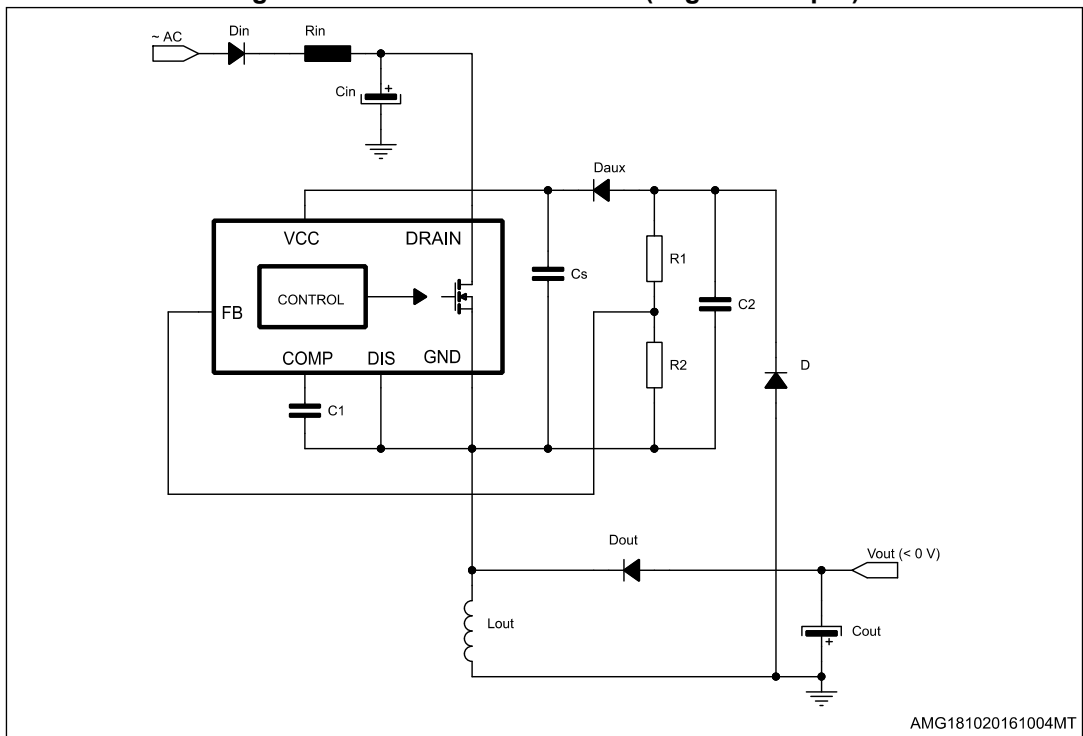 ~ AC
Din
Rin
Cin
+
Daux
VCC
DRAIN
Cs
R1
C2
CONTROL
FB
R2
COMP
DIS
GND
D
C1
Dout
Vout (< 0 V)
Lout
Cout
+
AMG181020161004MT